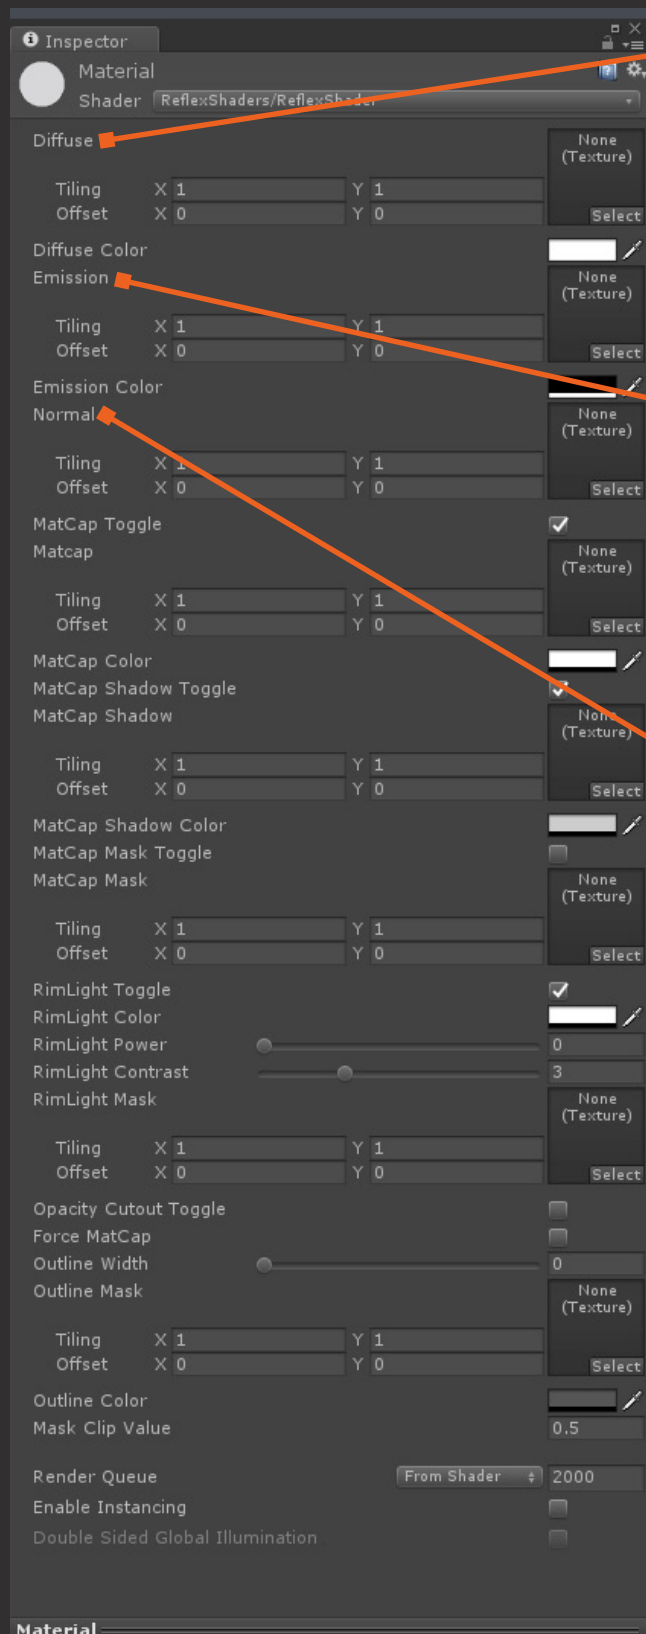 Inspector
Material
Shader ReflexShaders/ReflexShader
Diffuse None
(Texture)
Tiling X 1 Y 1
Offset X 0 Y 0 Select
Diffuse Color
Emission None
(Texture)
Tiling X 1 Y 1
Offset X 0 Y 0 Select
Emission Color
Normal None
(Texture)
Tiling X 1 Y 1
Offset X 0 Y 0 Select
MatCap Toggle
Matcap None
(Texture)
Tiling X 1 Y 1
Offset X 0 Y 0 Select
MatCap Color
MatCap Shadow Toggle
MatCap Shadow None
(Texture)
Tiling X 1 Y 1
Offset X 0 Y 0 Select
MatCap Shadow Color
MatCap Mask Toggle
MatCap Mask None
(Texture)
Tiling X 1 Y 1
Offset X 0 Y 0 Select
RimLight Toggle
RimLight Color
RimLight Power 0
RimLight Contrast 3
RimLight Mask None
(Texture)
Tiling X 1 Y 1
Offset X 0 Y 0 Select
Opacity Cutout Toggle
Force MatCap
Outline Width 0
Outline Mask None
(Texture)
Tiling X 1 Y 1
Offset X 0 Y 0 Select
Outline Color
Mask Clip Value 0.5
Render Queue From Shader 2000
Enable Instancing
Double Sided Global Illumination
Material